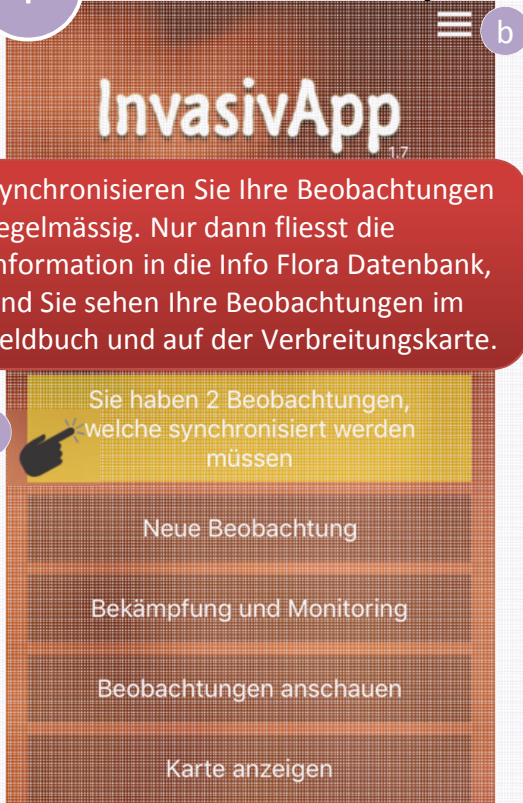 b
InvasivApp
1.7
ynchronisieren Sie Ihre Beobachtungen
egelmässig. Nur dann fliesst die
nformation in die Info Flora Datenbank,
nd Sie sehen Ihre Beobachtungen im
eldbuch und auf der Verbreitungskarte.
Sie haben 2 Beobachtungen,
welche synchronisiert werden
müssen
Neue Beobachtung
Bekämpfung und Monitoring
Beobachtungen anschauen
Karte anzeigen